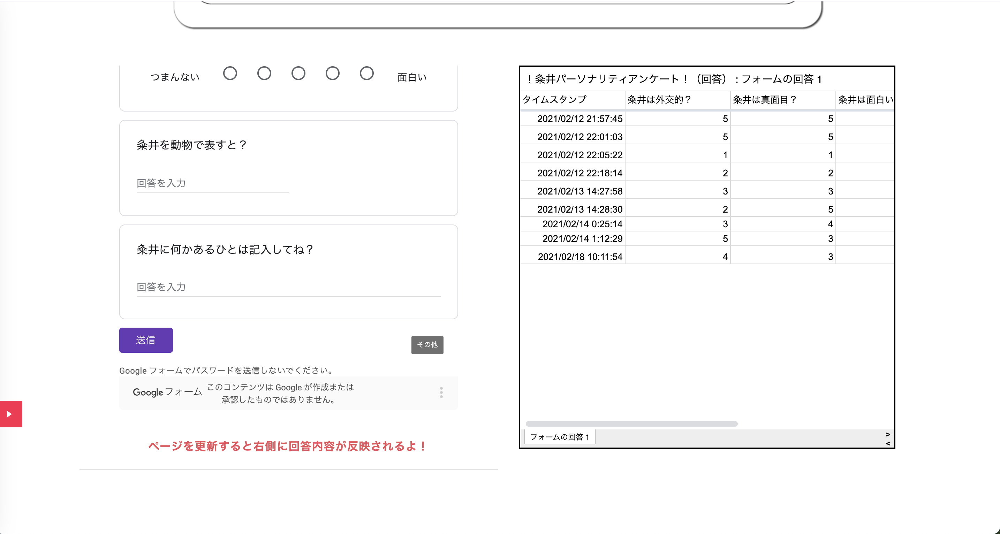 つまんない
面白い
粂井を動物で表すと？
回答を入力
粂井に何かあるひとは記入してね？
回答を入力
送信
その他
Google フォームでパスワードを送信しないでください。
Google フォーム
このコンテンツは Google が作成または
承認したものではありません。
ページを更新すると右側に回答内容が反映されるよ！
！粂井パーソナリティアンケート！（回答） : フォームの回答 1
タイムスタンプ 粂井は外交的？ 粂井は真面目？ 粂井は面白い
2021/02/12 21:57:45 5 5
2021/02/12 22:01:03 5 5
2021/02/12 22:05:22 1 1
2021/02/12 22:18:14 2 2
2021/02/13 14:27:58 3 3
2021/02/13 14:28:30 2 5
2021/02/14 0:25:14 3 4
2021/02/14 1:12:29 5 3
2021/02/18 10:11:54 4 3
フォームの回答 1